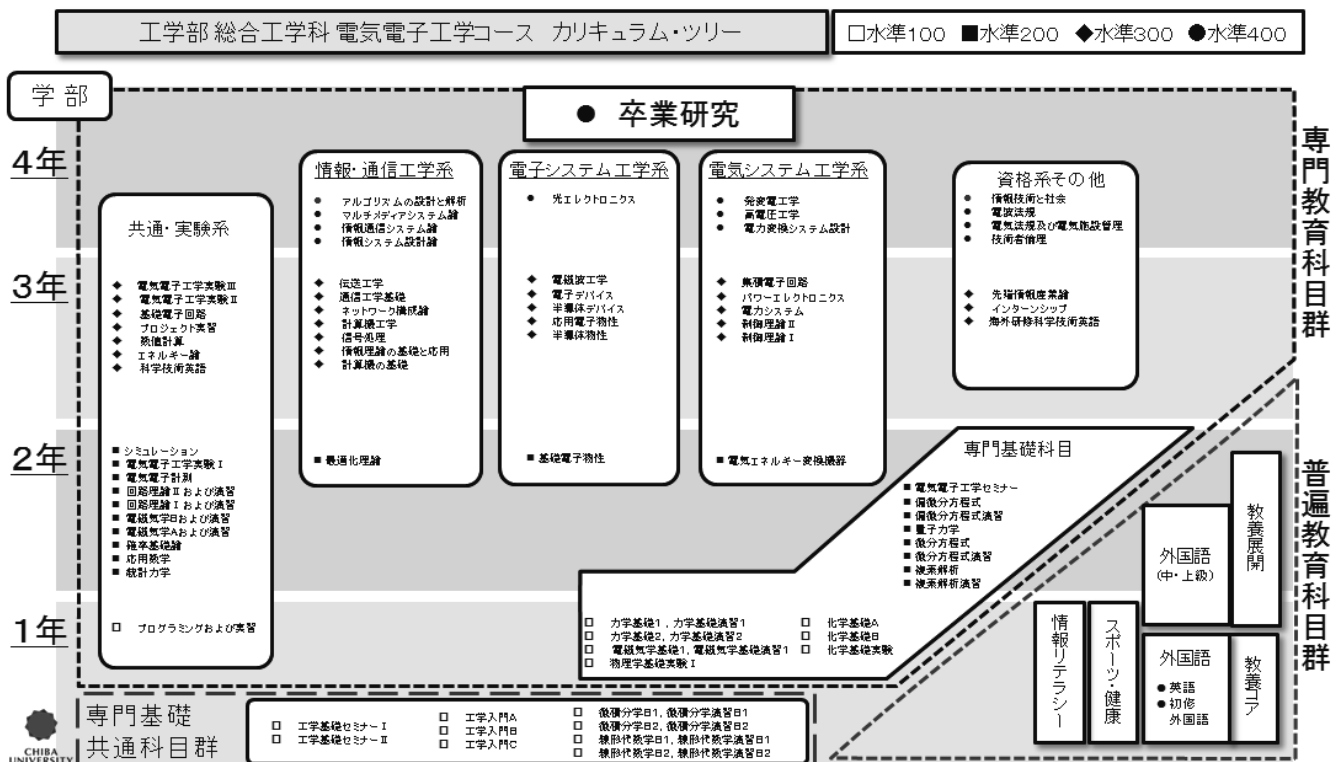 工学部 総合工学科 電気電子工学コース カリキュラム・ツリー
□水準100 ■水準200 ◆水準300 ●水準400
学部
● 卒業研究
4年
3年
2年
1年
専門教育科目群
普遍教育科目群
共通・実験系
◆ 電気電子工学実験Ⅲ
◆ 電気電子工学実験Ⅱ
◆ 基礎電子回路
◆ プロジェクト実習
◆ 数値計算
◆ エネルギー論
◆ 科学技術英語
■ シミュレーション
■ 電気電子工学実験Ⅰ
■ 電気電子計測
■ 回路理論Ⅱおよび演習
■ 回路理論Ⅰおよび演習
■ 電磁気学Bおよび演習
■ 電磁気学Aおよび演習
■ 確率基礎論
■ 応用数学
■ 統計力学
□ プログラミングおよび実習
情報・通信工学系
● アルゴリズムの設計と解析
● マルチメディアシステム論
● 情報通信システム論
● 情報システム設計論
◆ 伝送工学
◆ 通信工学基礎
◆ ネットワーク構成論
◆ 計算機工学
◆ 信号処理
◆ 情報理論の基礎と応用
◆ 計算機の基礎
■ 最適化理論
電子システム工学系
● 光エレクトロニクス
◆ 電磁波工学
◆ 電子デバイス
◆ 半導体デバイス
◆ 応用電子物性
◆ 半導体物性
■ 基礎電子物性
電気システム工学系
● 発変電工学
● 高電圧工学
● 電力変換システム設計
◆ 集積電子回路
◆ パワーエレクトロニクス
◆ 電力システム
◆ 制御理論Ⅱ
◆ 制御理論Ⅰ
■ 電気エネルギー変換機器
資格系その他
● 情報技術と社会
● 電波法規
● 電気法規及び電気施設管理
● 技術者倫理
◆ 先端情報産業論
◆ インターンシップ
◆ 海外研修科学技術英語
専門基礎科目
■ 電気電子工学セミナー
■ 偏微分方程式
■ 偏微分方程式演習
■ 量子力学
■ 微分方程式
■ 微分方程式演習
■ 複素解析
■ 複素解析演習
□ 力学基礎1，力学基礎演習1
□ 力学基礎2，力学基礎演習2
□ 電磁気学基礎1，電磁気学基礎演習1
□ 物理学基礎実験Ⅰ
□ 化学基礎A
□ 化学基礎B
□ 化学基礎実験
情報リテラシー
スポーツ・健康
外国語
(中・上級)
教養展開
外国語
● 英語
● 初修
外国語
教養コア
専門基礎
共通科目群
□ 工学基礎セミナーⅠ
□ 工学基礎セミナーⅡ
□ 工学入門A
□ 工学入門B
□ 工学入門C
□ 微積分学B1，微積分学演習B1
□ 微積分学B2，微積分学演習B2
□ 線形代数学B1，線形代数学演習B1
□ 線形代数学B2，線形代数学演習B2
CHIBA
UNIVERSITY